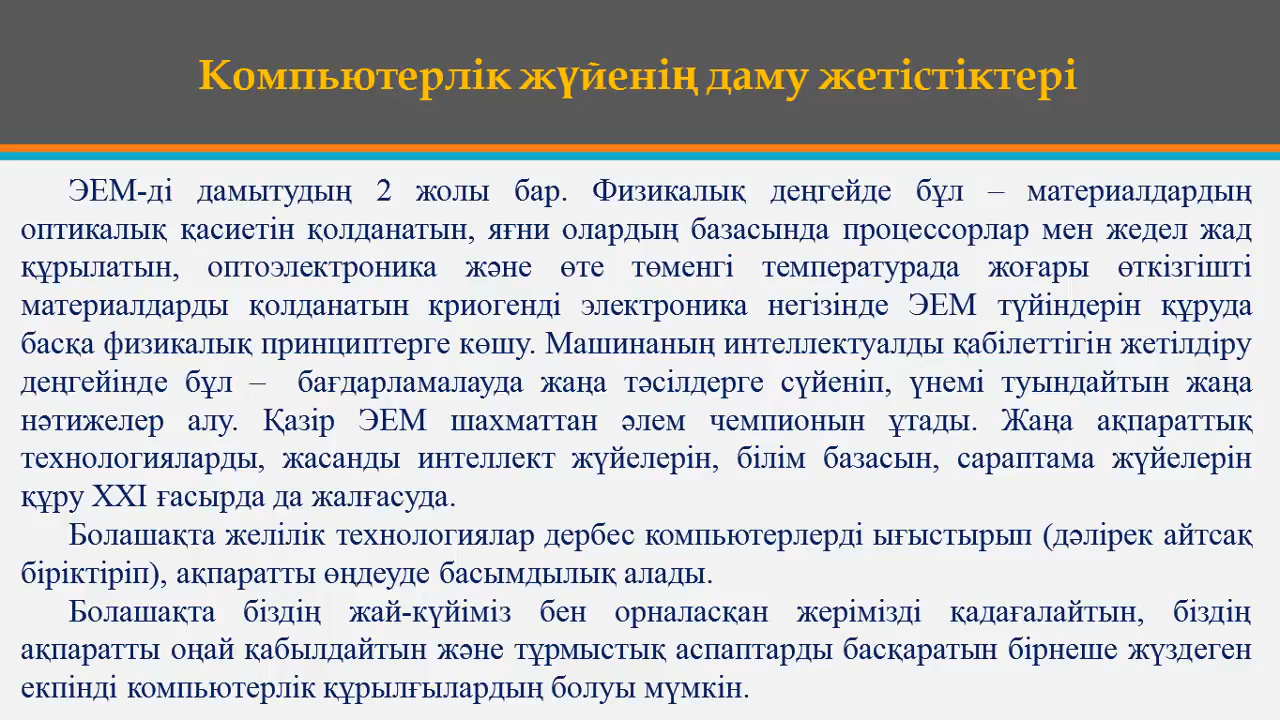 Компьютерлік жүйенің даму жетістіктері
ЭЕМ-ді дамытудың 2 жолы бар. Физикалық деңгейде бұл – материалдардың
оптикалық қасиетін қолданатын, яғни олардың базасында процессорлар мен жедел жад
құрылатын, оптоэлектроника және өте төменгі температурада жоғары өткізгішті
материалдарды қолданатын криогенді электроника негізінде ЭЕМ түйіндерін құруда
басқа физикалық принциптерге көшу. Машинаның интеллектуалды қабілеттігін жетілдіру
деңгейінде бұл – бағдарламалауда жаңа тәсілдерге сүйеніп, үнемі туындайтын жаңа
нәтижелер алу. Қазір ЭЕМ шахматтан әлем чемпионын ұтады. Жаңа ақпараттық
технологияларды, жасанды интеллект жүйелерін, білім базасын, сараптама жүйелерін
құру XXI ғасырда да жалғасуда.
Болашақта желілік технологиялар дербес компьютерлерді ығыстырып (дәлірек айтсақ
біріктіріп), ақпаратты өңдеуде басымдылық алады.
Болашақта біздің жай-күйіміз бен орналасқан жерімізді қадағалайтын, біздің
ақпаратты оңай қабылдайтын және тұрмыстық аспаптарды басқаратын бірнеше жүздеген
екпінді компьютерлік құрылғылардың болуы мүмкін.